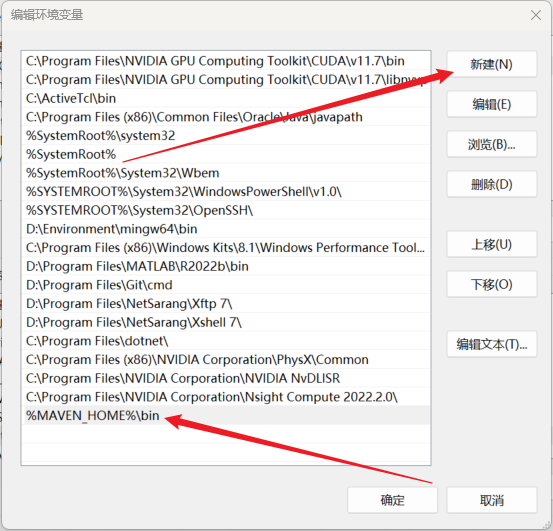 编辑环境变量
C:\Program Files\NVIDIA GPU Computing Toolkit\CUDA\v11.7\bin
C:\Program Files\NVIDIA GPU Computing Toolkit\CUDA\v11.7\libnvvp
C:\ActiveTcl\bin
C:\Program Files (x86)\Common Files\Oracle\Java\javapath
%SystemRoot%\system32
%SystemRoot%
%SystemRoot%\System32\Wbem
%SYSTEMROOT%\System32\WindowsPowerShell\v1.0\
%SYSTEMROOT%\System32\OpenSSH\
D:\Environment\mingw64\bin
C:\Program Files (x86)\Windows Kits\8.1\Windows Performance Tool...
D:\Program Files\MATLAB\R2022b\bin
D:\Program Files\Git\cmd
D:\Program Files\NetSarang\Xftp 7\
D:\Program Files\NetSarang\Xshell 7\
C:\Program Files\dotnet\
C:\Program Files (x86)\NVIDIA Corporation\PhysX\Common
C:\Program Files\NVIDIA Corporation\NVIDIA NvDLISR
C:\Program Files\NVIDIA Corporation\Nsight Compute 2022.2.0\
%MAVEN_HOME%\bin
新建(N)
编辑(E)
浏览(B)...
删除(D)
上移(U)
下移(O)
编辑文本(T)...
确定
取消